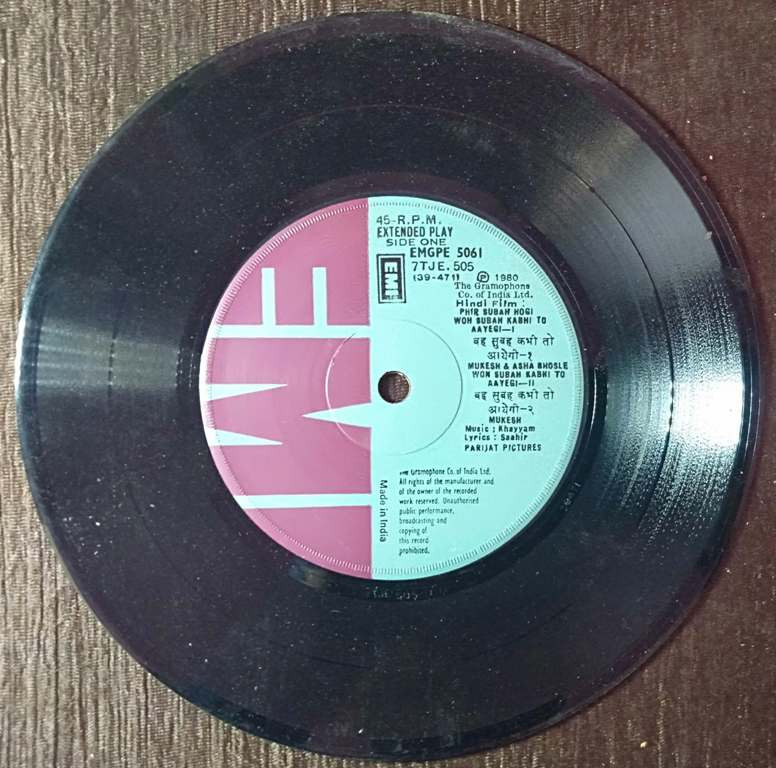 45-R.P.M.
EXTENDED PLAY
SIDE ONE
EMGPE 5061
EMI
7TJE. 505
(39-471) Ⓟ 1980
The Gramophone
Co. of India Ltd.
Hindi Film :
PHIR SUBAH HOGI
WOH SUBAH KABHI TO
AAYEGI—I
वह सुबह कभी तो
आयेगी-१
MUKESH & ASHA BHOSLE
WOH SUBAH KABHI TO
AAYEGI—II
वह सुबह कभी तो
आयेगी-२
MUKESH
Music : Khayyam
Lyrics : Saahir
PARIJAT PICTURES
The Gramophone Co. of India Ltd.
All rights of the manufacturer and
of the owner of the recorded
work reserved. Unauthorised
public performance,
broadcasting and
copying of
this record
prohibited.
Made in India
EMI